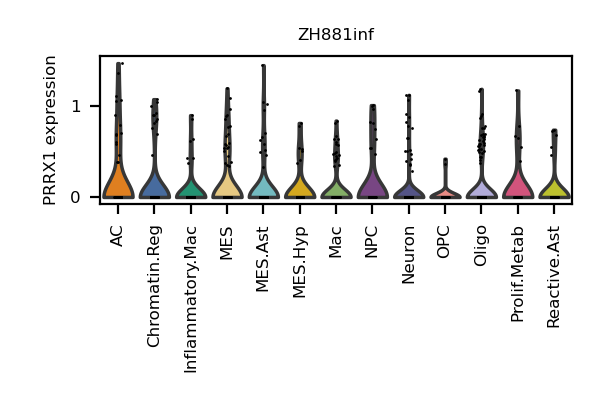 ZH881inf
PRRX1 expression
1
0
AC
Chromatin.Reg
Inflammatory.Mac
MES
MES.Ast
MES.Hyp
Mac
NPC
Neuron
OPC
Oligo
Prolif.Metab
Reactive.Ast